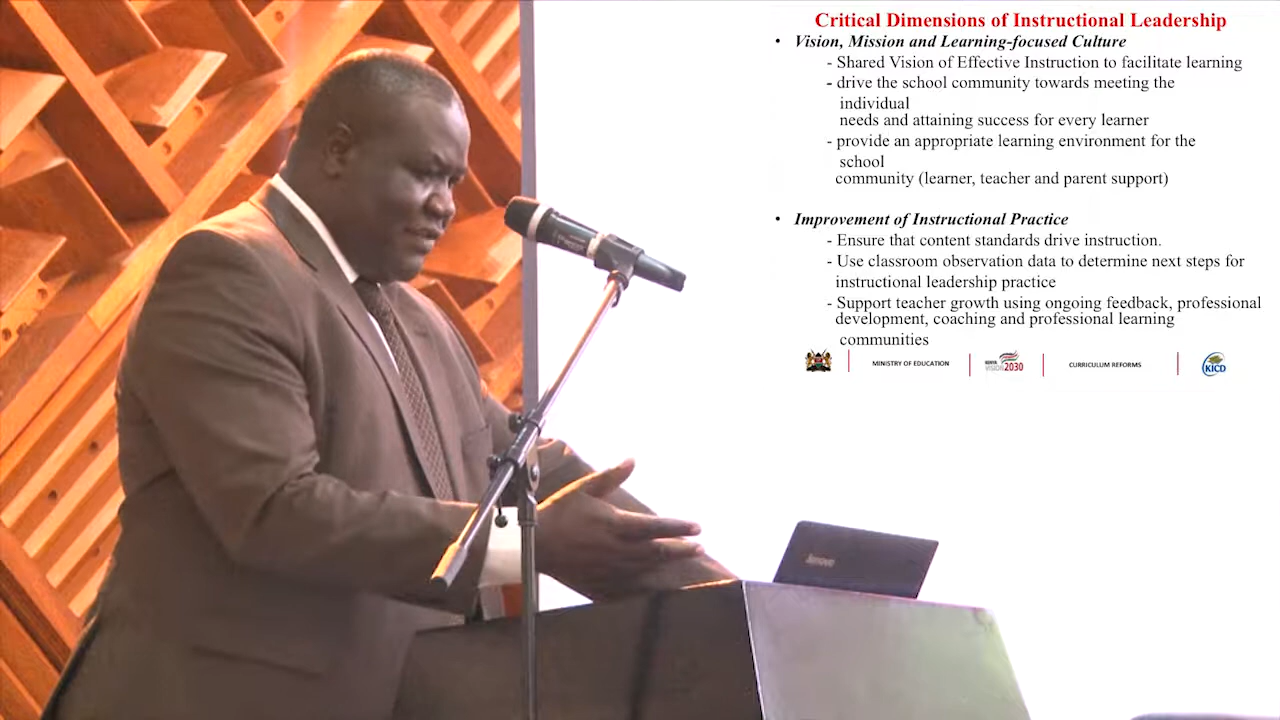 Critical Dimensions of Instructional Leadership
• Vision, Mission and Learning-focused Culture
- Shared Vision of Effective Instruction to facilitate learning
- drive the school community towards meeting the
individual
needs and attaining success for every learner
- provide an appropriate learning environment for the
school
community (learner, teacher and parent support)
• Improvement of Instructional Practice
- Ensure that content standards drive instruction.
- Use classroom observation data to determine next steps for
instructional leadership practice
- Support teacher growth using ongoing feedback, professional
development, coaching and professional learning
communities
MINISTRY OF EDUCATION
KENYA
VISION 2030
CURRICULUM REFORMS
KICD
lenovo